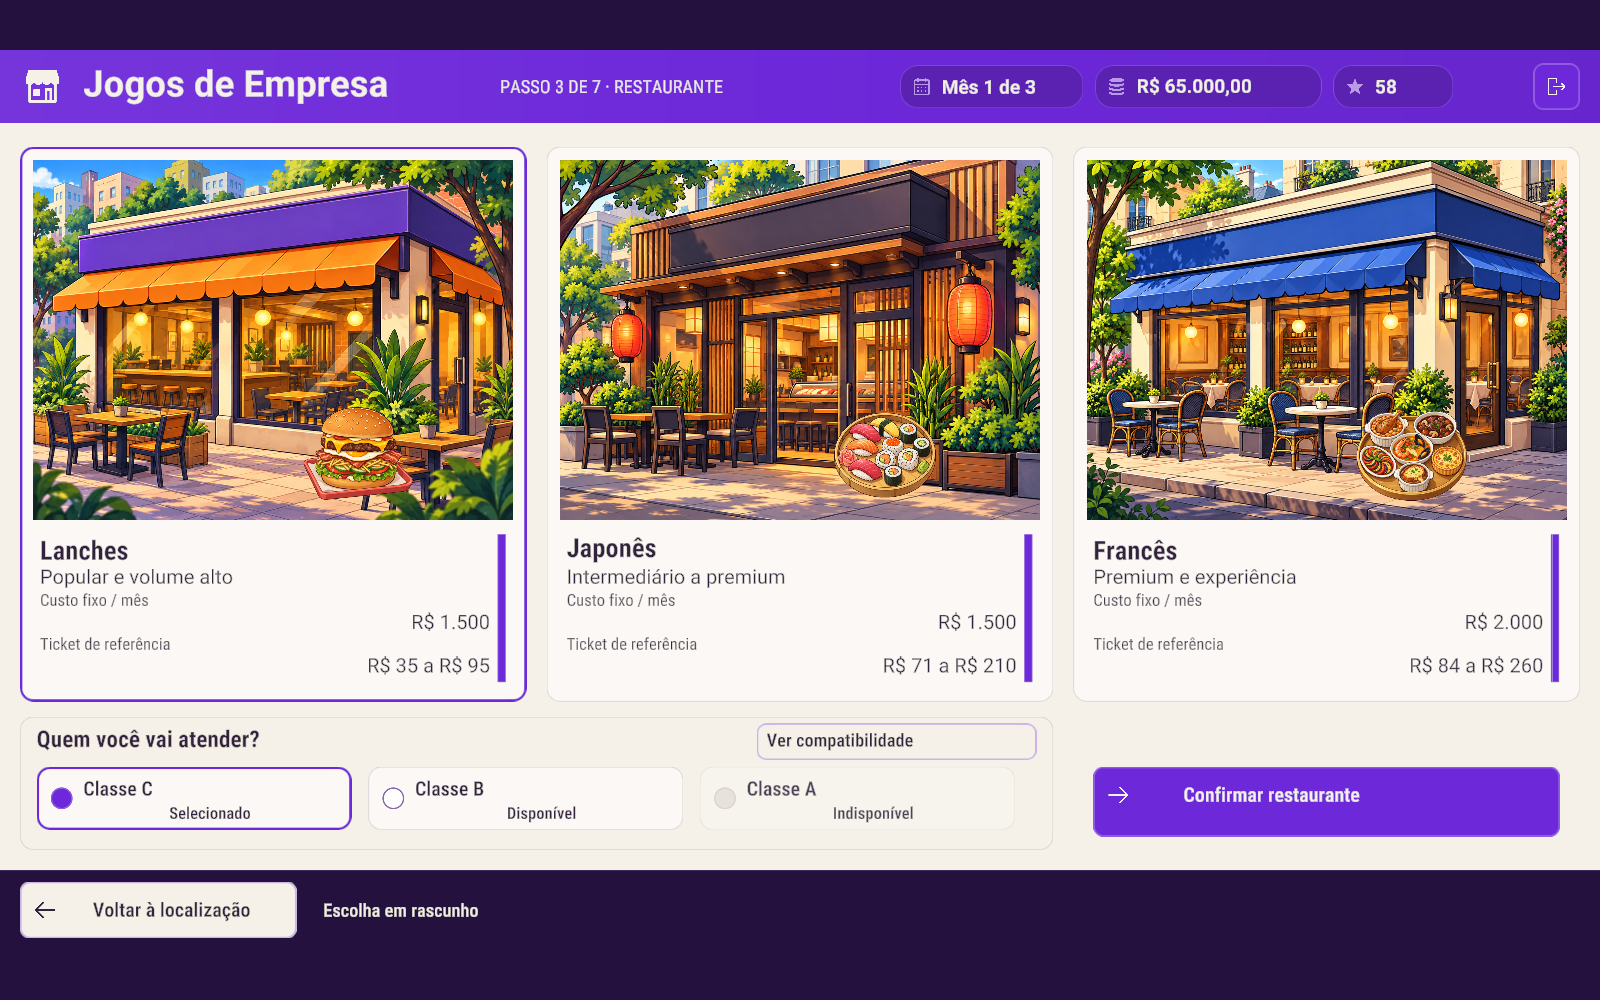 Jogos de Empresa
PASSO 3 DE 7 · RESTAURANTE
Mês 1 de 3
R$ 65.000,00
58
Lanches
Popular e volume alto
Custo fixo / mês
R$ 1.500
Ticket de referência
R$ 35 a R$ 95
Japonês
Intermediário a premium
Custo fixo / mês
R$ 1.500
Ticket de referência
R$ 71 a R$ 210
Francês
Premium e experiência
Custo fixo / mês
R$ 2.000
Ticket de referência
R$ 84 a R$ 260
Quem você vai atender?
Ver compatibilidade
Classe C
Selecionado
Classe B
Disponível
Classe A
Indisponível
Confirmar restaurante
Voltar à localização
Escolha em rascunho